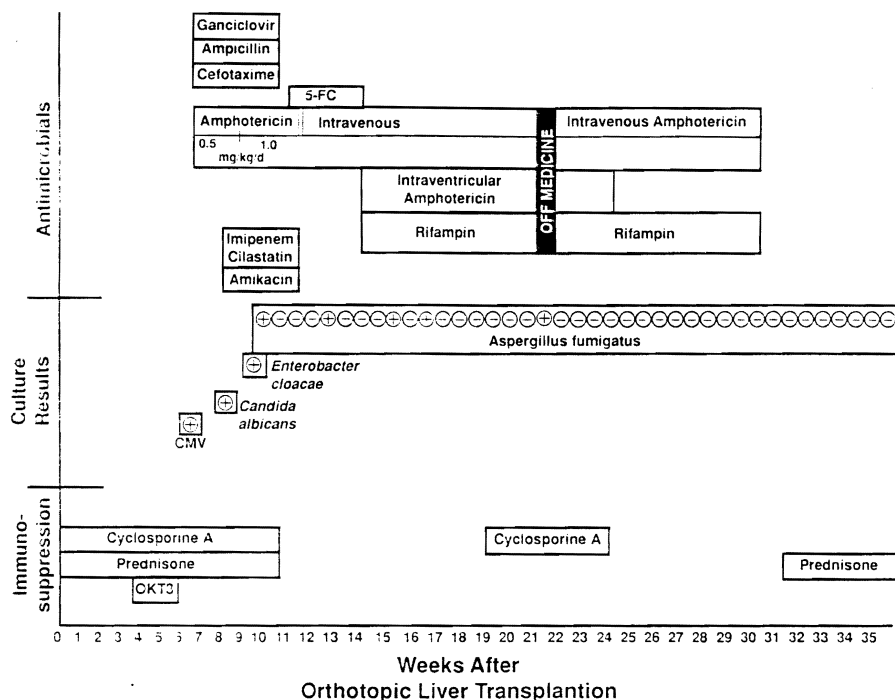 Ganciclovir
Ampicillin
Cefotaxime
5-FC
Amphotericin Intravenous
0.5 1.0
mg/kg/d
Intravenous Amphotericin
OFF MEDICINE
Intraventricular
Amphotericin
Rifampin
Rifampin
Imipenem
Cilastatin
Amikacin
Antimicrobials
+ - - - + - - - + - + - - - - - - + - - - - - - - - - - - - - - - - - - - - -
Aspergillus fumigatus
+ Enterobacter
cloacae
+ Candida
albicans
+
CMV
Culture
Results
Cyclosporine A
Prednisone
OKT3
Cyclosporine A
Prednisone
Immuno-
suppression
0 1 2 3 4 5 6 7 8 9 10 11 12 13 14 15 16 17 18 19 20 21 22 23 24 25 26 27 28 29 30 31 32 33 34 35
Weeks After
Orthotopic Liver Transplantion